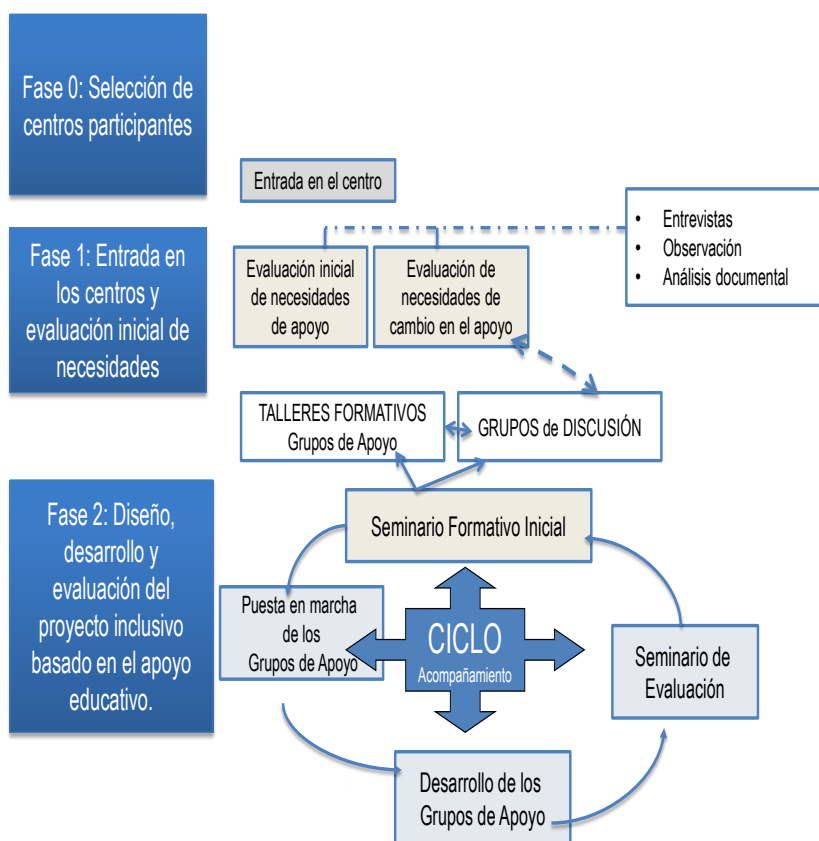 Fase 0: Selección de
centros participantes
Entrada en el centro
• Entrevistas
• Observación
• Análisis documental
Fase 1: Entrada en
los centros y
evaluación inicial de
necesidades
Evaluación inicial
de necesidades
de apoyo
Evaluación de
necesidades de
cambio en el apoyo
TALLERES FORMATIVOS
Grupos de Apoyo
GRUPOS de DISCUSIÓN
Fase 2: Diseño,
desarrollo y
evaluación del
proyecto inclusivo
basado en el apoyo
educativo.
Seminario Formativo Inicial
Puesta en marcha
de los
Grupos de Apoyo
CICLO
Acompañamiento
Seminario de
Evaluación
Desarrollo de los
Grupos de Apoyo